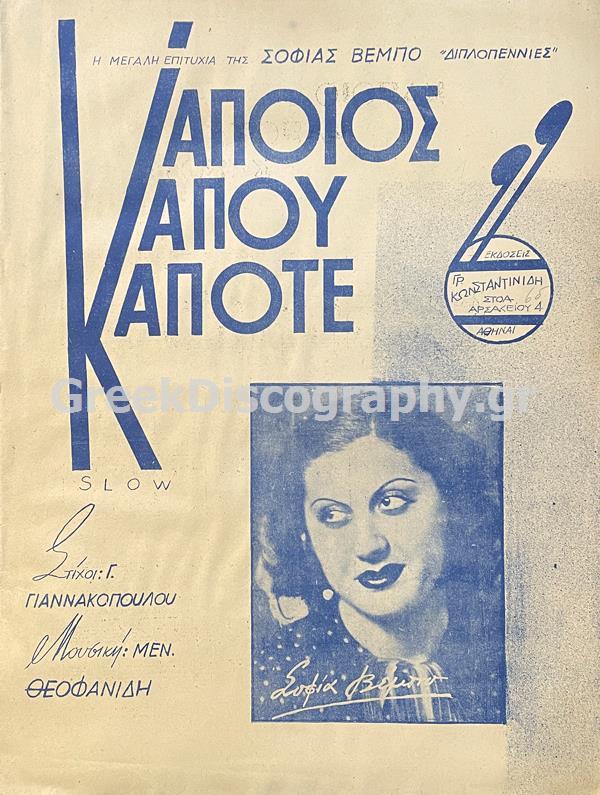 Η ΜΕΓΑΛΗ ΕΠΙΤΥΧΙΑ ΤΗΣ ΣΟΦΙΑΣ ΒΕΜΠΟ "ΔΙΠΛΟΠΕΝΝΙΕΣ"
ΚΑΠΟΙΟΣ
ΚΑΠΟΥ
ΚΑΠΟΤΕ
ΕΚΔΟΣΕΙΣ
ΓΡ.
ΚΩΝΣΤΑΝΤΙΝΙΔΗ
ΣΤΟΑ
ΑΡΣΑΚΕΙΟΥ 4
ΑΘΗΝΑΙ
GreekDiscography.gr
SLOW
Στίχοι: Γ.
ΓΙΑΝΝΑΚΟΠΟΥΛΟΥ
Μουσική: ΜΕΝ.
ΘΕΟΦΑΝΙΔΗ
Σοφία Βέμπο